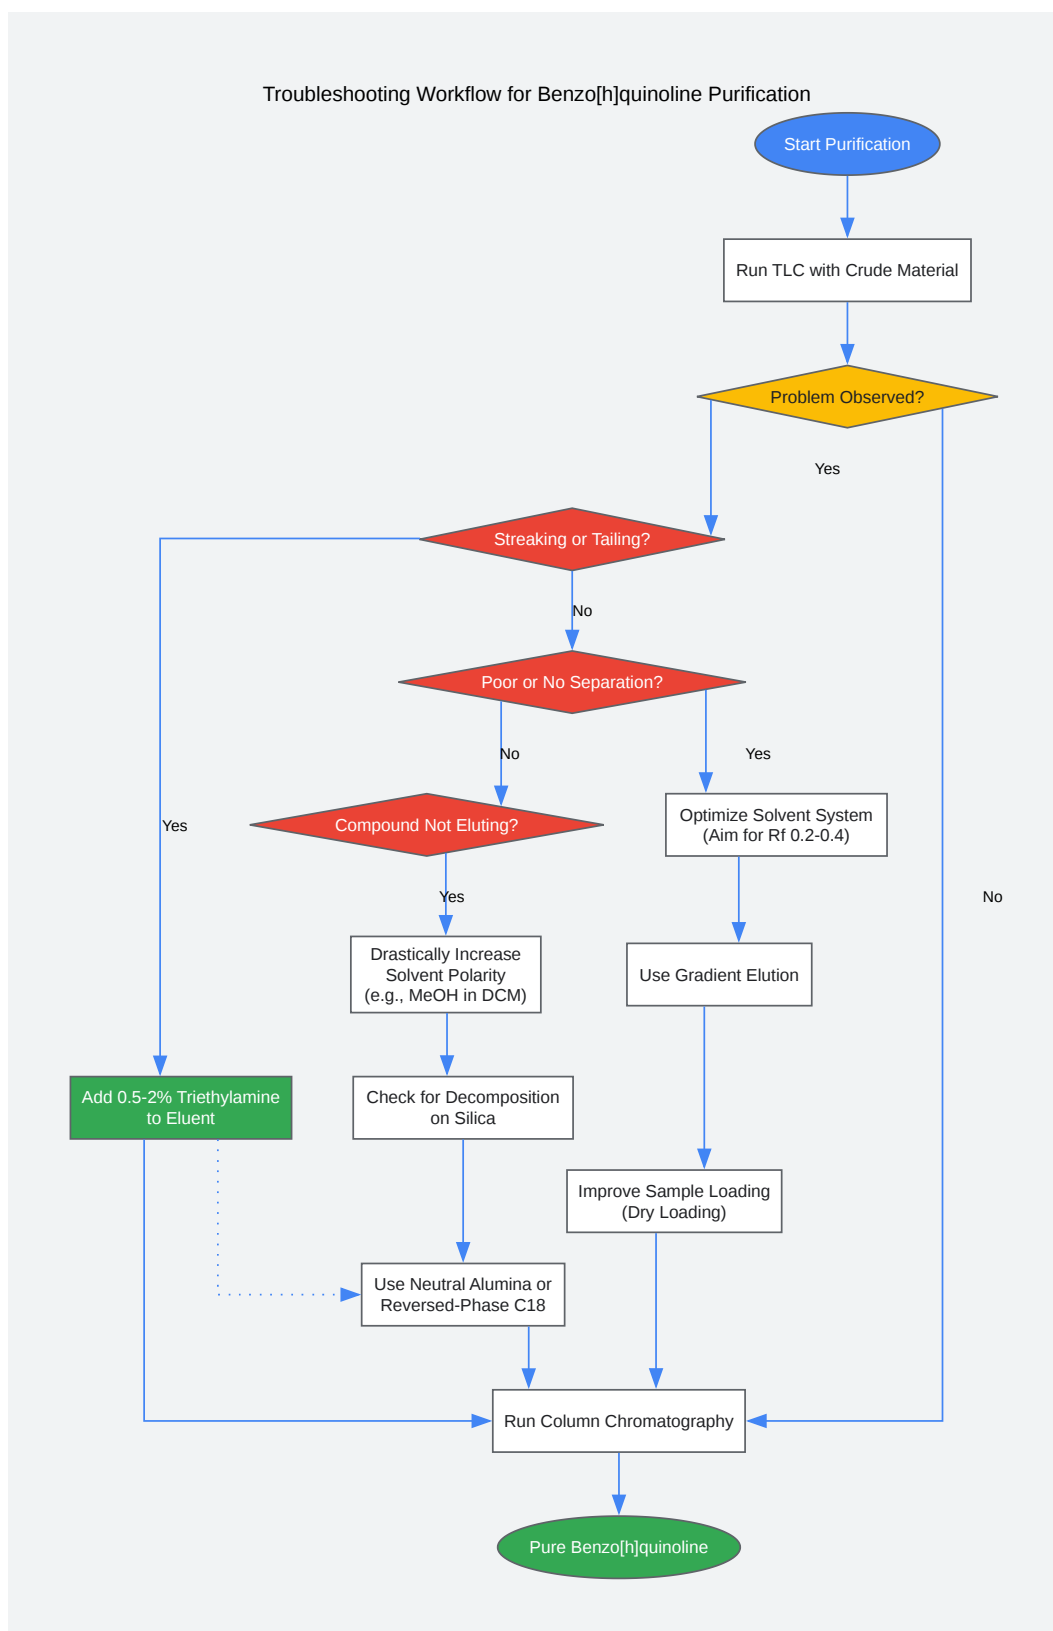 Troubleshooting Workflow for Benzo[h]quinoline Purification
Start Purification
Run TLC with Crude Material
Problem Observed?
Yes
Streaking or Tailing?
No
Poor or No Separation?
No
Yes
Compound Not Eluting?
Optimize Solvent System
(Aim for Rf 0.2-0.4)
Yes
Yes
No
Drastically Increase
Solvent Polarity
(e.g., MeOH in DCM)
Use Gradient Elution
Add 0.5-2% Triethylamine
to Eluent
Check for Decomposition
on Silica
Improve Sample Loading
(Dry Loading)
Use Neutral Alumina or
Reversed-Phase C18
Run Column Chromatography
Pure Benzo[h]quinoline